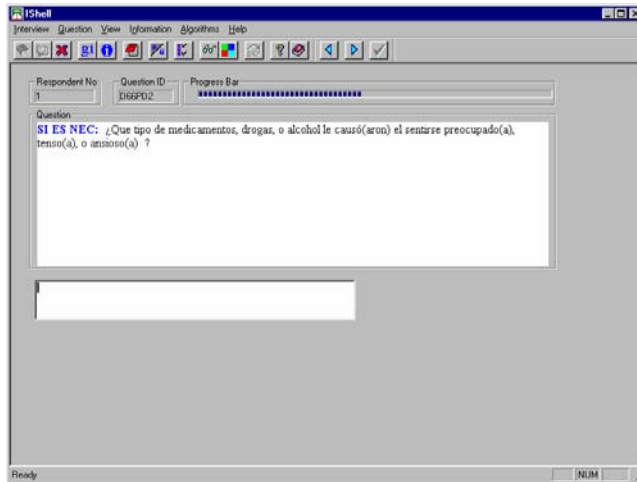 IShell
Interview Question View Information Algorithms Help
g1
Respondent No
Question ID
Progress Bar
1
D66PD2
Question
SI ES NEC: ¿Que tipo de medicamentos, drogas, o alcohol le causó(aron) el sentirse preocupado(a),
tenso(a), o ansioso(a) ?
Ready
NUM